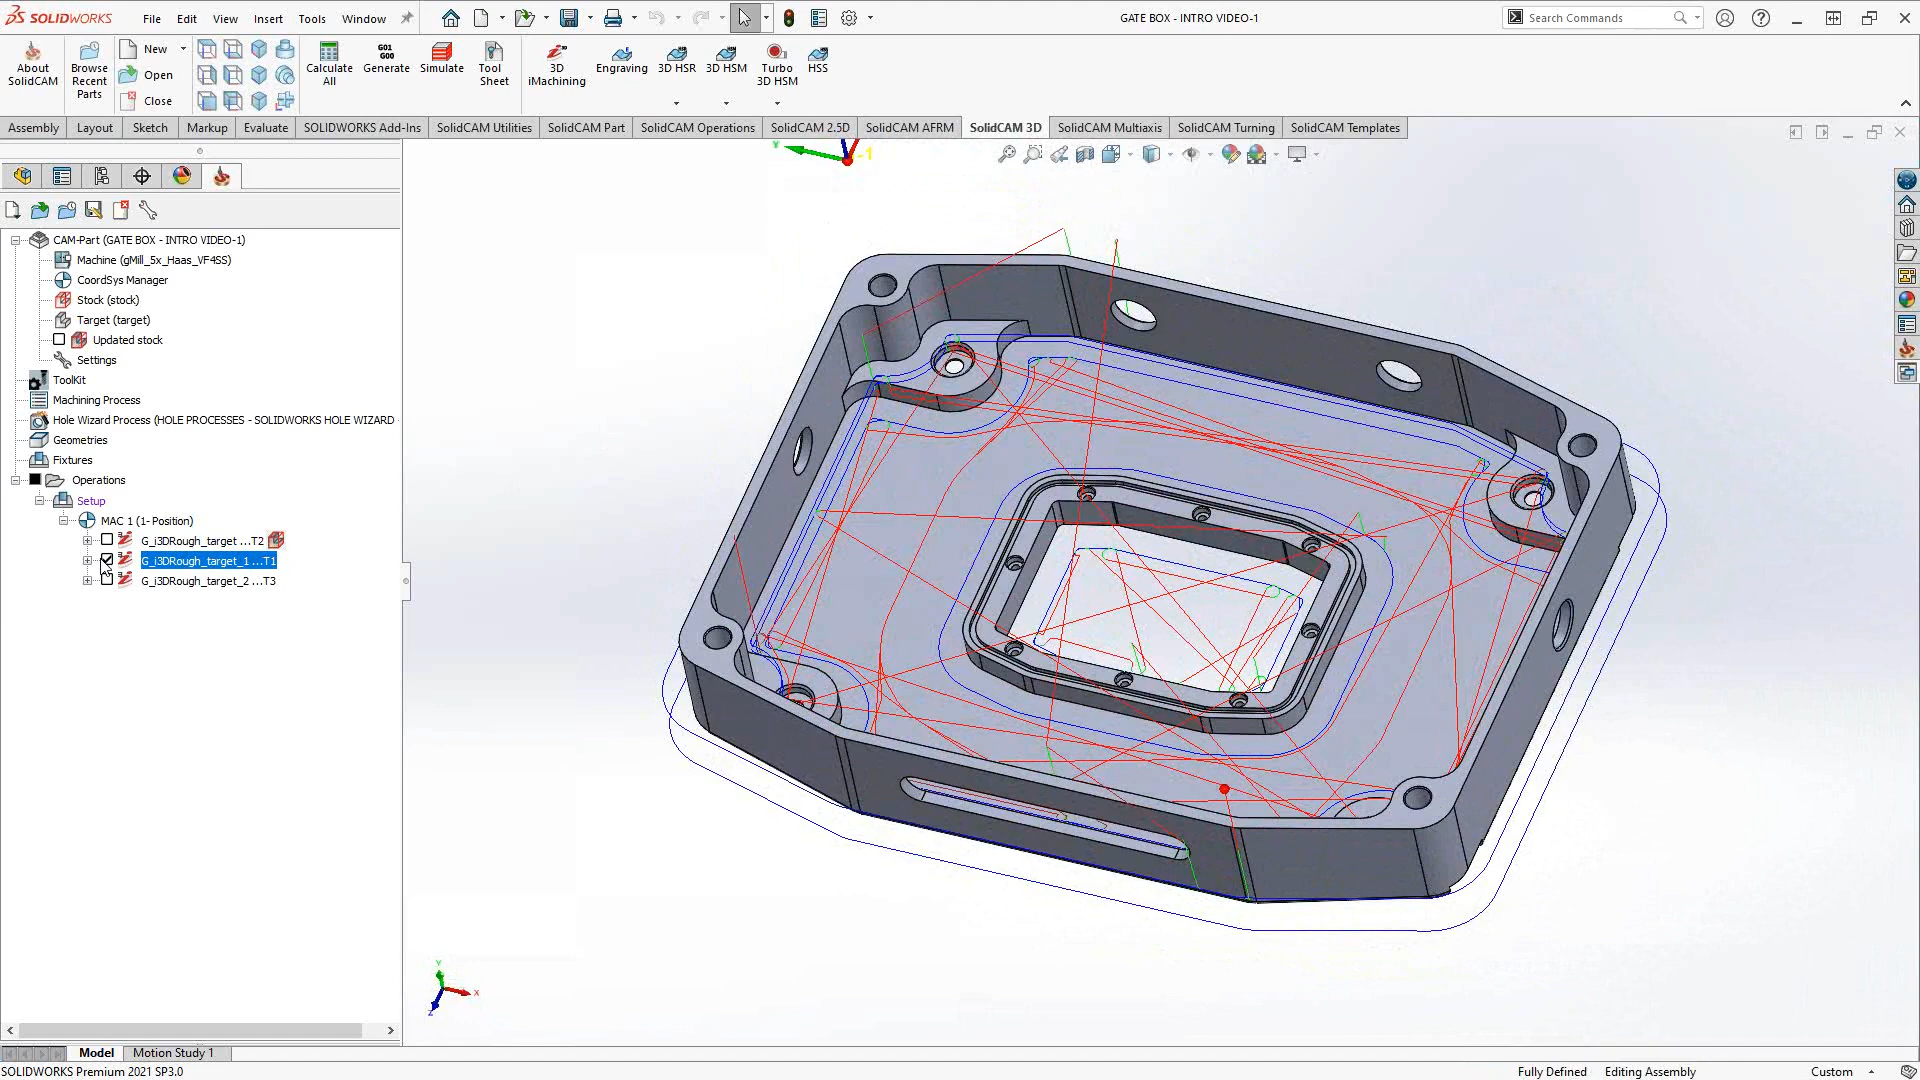 SOLIDWORKS File Edit View Insert Tools Window GATE BOX - INTRO VIDEO-1 Search Commands
About SolidCAM
Browse Recent Parts
New
Open
Close
Calculate All
G01 G00 Generate
Simulate
Tool Sheet
3D iMachining
Engraving
3D HSR
3D HSM
Turbo 3D HSM
HSS
Assembly Layout Sketch Markup Evaluate SOLIDWORKS Add-Ins SolidCAM Utilities SolidCAM Part SolidCAM Operations SolidCAM 2.5D SolidCAM AFRM SolidCAM 3D SolidCAM Multiaxis SolidCAM Turning SolidCAM Templates
Y -1
CAM-Part (GATE BOX - INTRO VIDEO-1)
Machine (gMill_5x_Haas_VF4SS)
CoordSys Manager
Stock (stock)
Target (target)
Updated stock
Settings
ToolKit
Machining Process
Hole Wizard Process (HOLE PROCESSES - SOLIDWORKS HOLE WIZARD -
Geometries
Fixtures
Operations
Setup
MAC 1 (1- Position)
G_i3DRough_target ...T2
G_i3DRough_target_1 ...T1
G_i3DRough_target_2 ...T3
Y
X
Z
Model Motion Study 1
SOLIDWORKS Premium 2021 SP3.0 Fully Defined Editing Assembly Custom